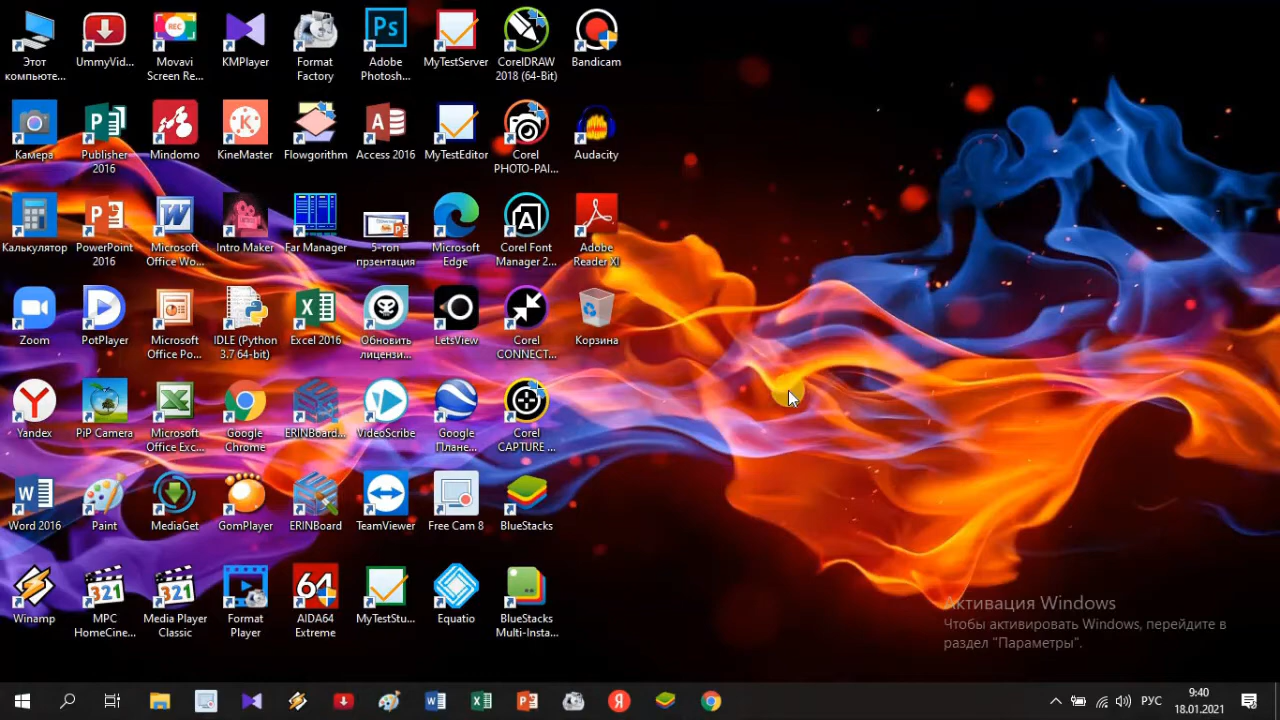 Этот
компьюте...
UmmyVid...
Movavi
Screen Re...
KMPlayer
Format
Factory
Adobe
Photosh...
MyTestServer
CorelDRAW
2018 (64-Bit)
Bandicam
Камера
Publisher
2016
Mindomo
KineMaster
Flowgorithm
Access 2016
MyTestEditor
Corel
PHOTO-PAI...
Audacity
Калькулятор
PowerPoint
2016
Microsoft
Office Wo...
Intro Maker
Far Manager
5-топ
прзентация
Microsoft
Edge
Corel Font
Manager 2...
Adobe
Reader XI
Zoom
PotPlayer
Microsoft
Office Po...
IDLE (Python
3.7 64-bit)
Excel 2016
Обновить
лицензи...
LetsView
Corel
CONNECT...
Корзина
Yandex
PiP Camera
Microsoft
Office Exc...
Google
Chrome
ERINBoard...
VideoScribe
Google
Плане...
Corel
CAPTURE ...
Word 2016
Paint
MediaGet
GomPlayer
ERINBoard
TeamViewer
Free Cam 8
BlueStacks
Winamp
MPC
HomeCine...
Media Player
Classic
Format
Player
AIDA64
Extreme
MyTestStu...
Equatio
BlueStacks
Multi-Insta...
Активация Windows
Чтобы активировать Windows, перейдите в
раздел "Параметры".
РУС
9:40
18.01.2021